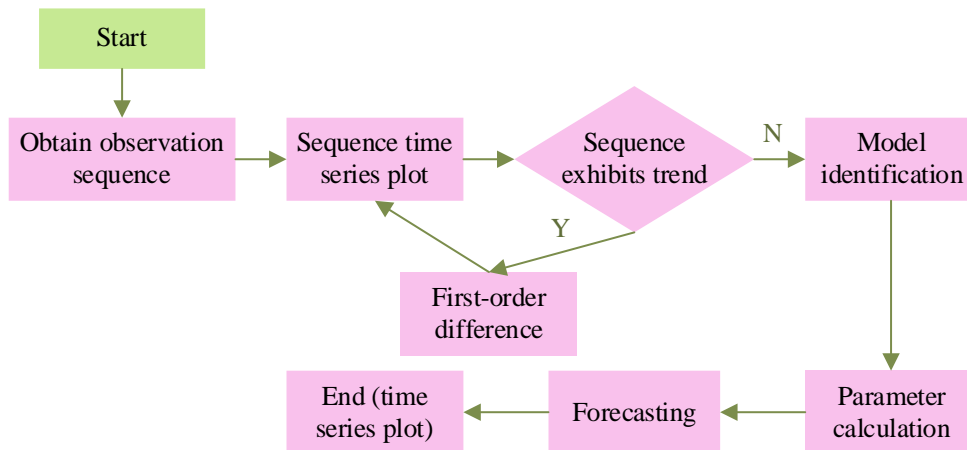 Start
Obtain observation
sequence
Sequence time
series plot
Sequence
exhibits trend
N
Model
identification
Y
First-order
difference
End (time
series plot)
Forecasting
Parameter
calculation